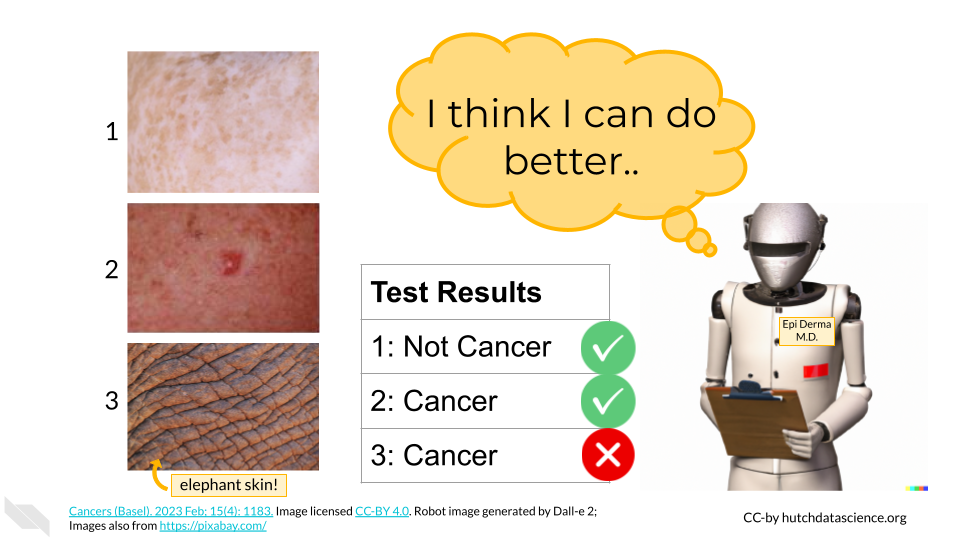 1
2
3
elephant skin!
I think I can do
better..
Test Results
1: Not Cancer
2: Cancer
3: Cancer
Epi Derma
M.D.
Cancers (Basel). 2023 Feb; 15(4): 1183. Image licensed CC-BY 4.0. Robot image generated by Dall-e 2;
Images also from https://pixabay.com/
CC-by hutchdatascience.org